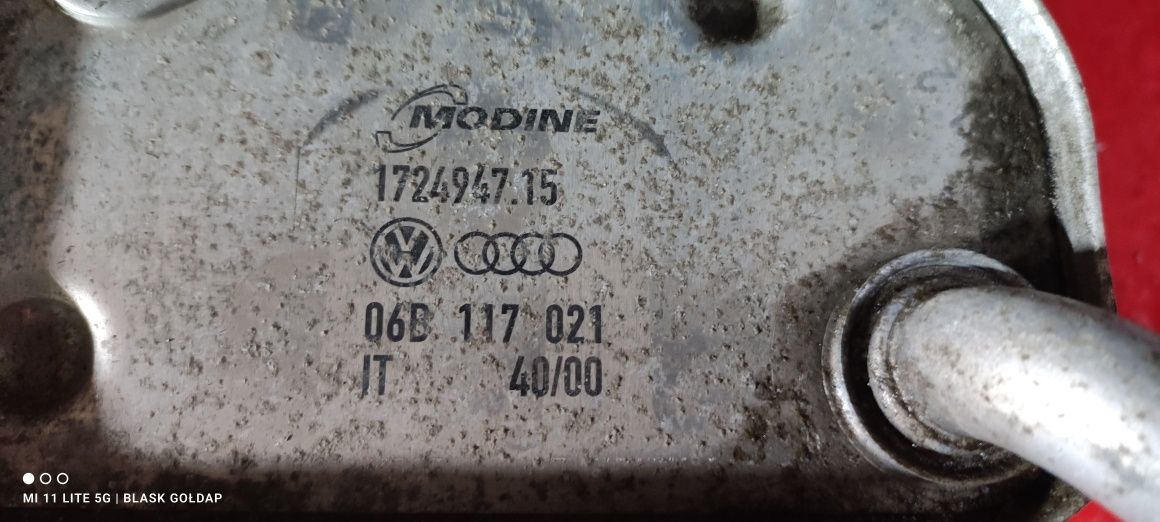 MODINE
1724947.15
06B 117 021
IT 40/00
MI 11 LITE 5G | BLASK GOŁDAP